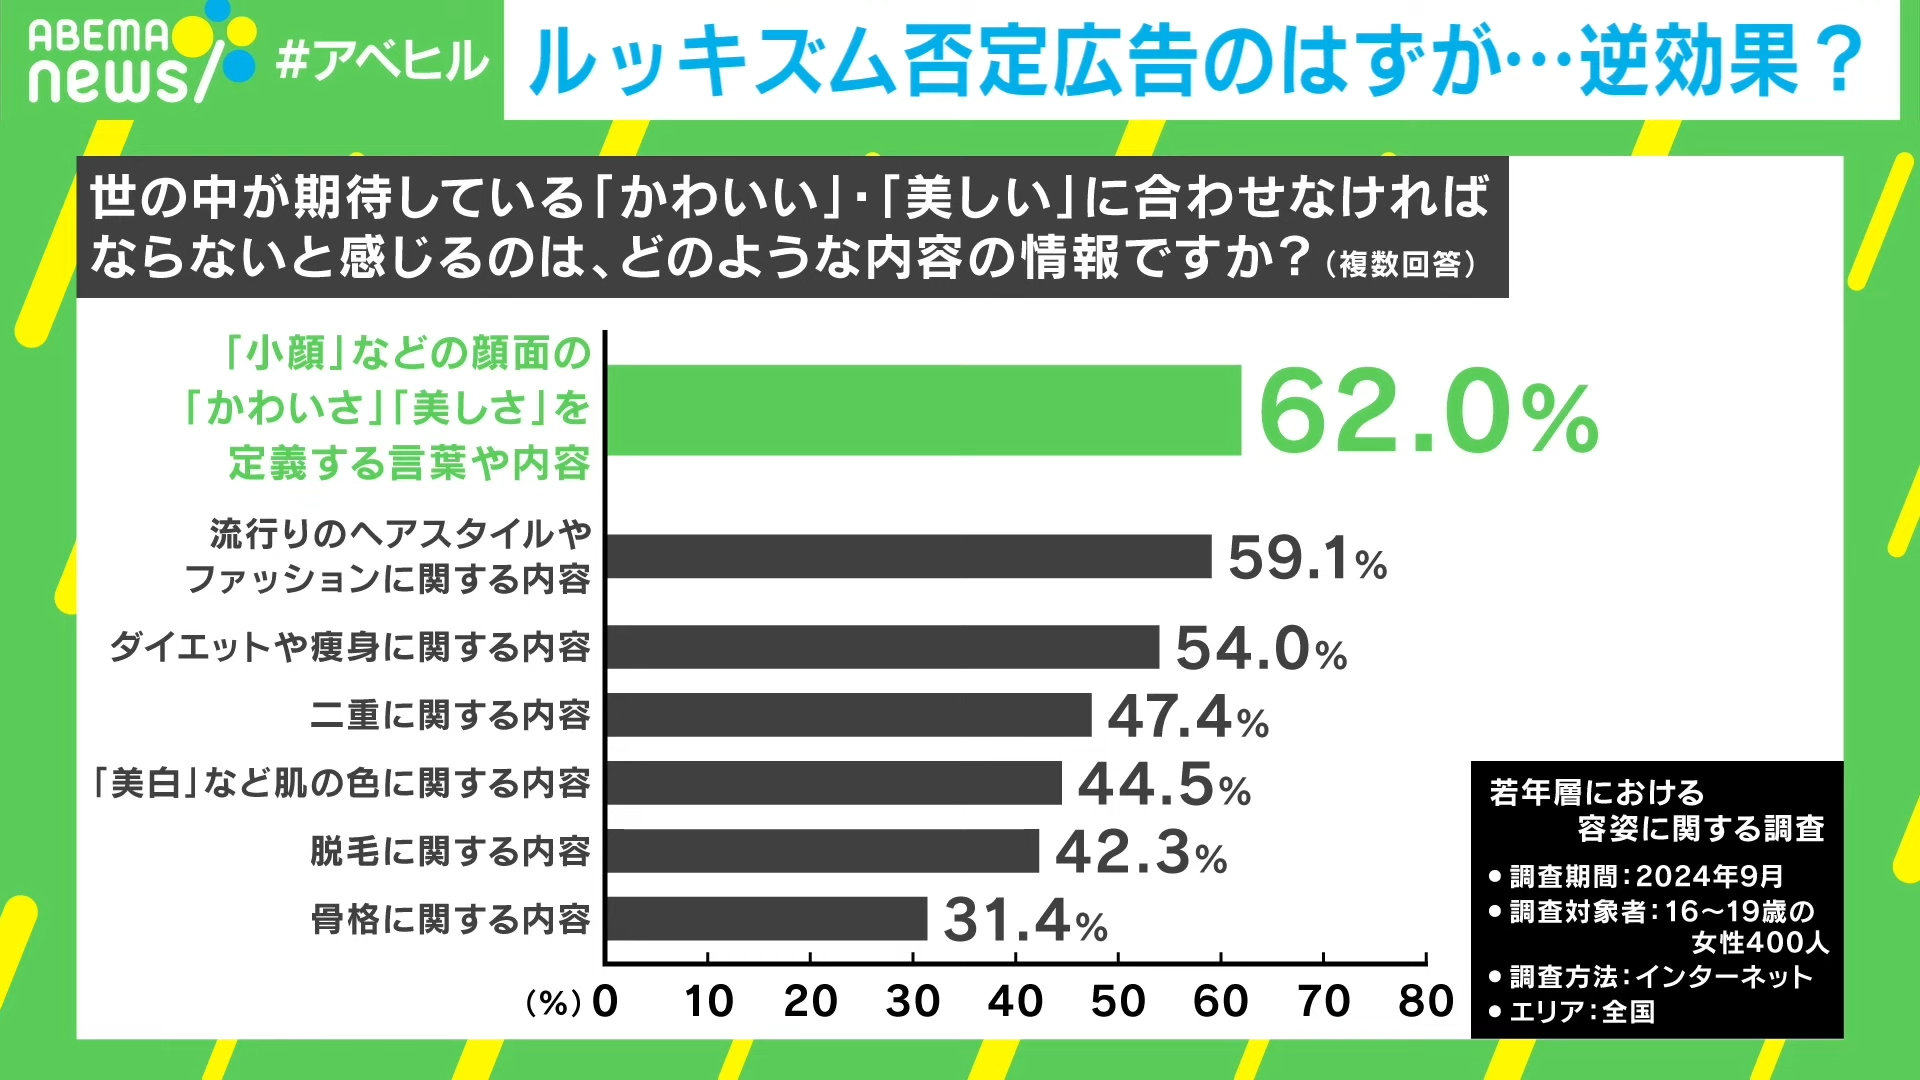 ABEMA
news/
#アベヒル
ルッキズム否定広告のはずが…逆効果？
世の中が期待している「かわいい」・「美しい」に合わせなければ
ならないと感じるのは、どのような内容の情報ですか？（複数回答）
「小顔」などの顔面の
「かわいさ」「美しさ」を
定義する言葉や内容
62.0%
流行りのヘアスタイルや
ファッションに関する内容
59.1%
ダイエットや痩身に関する内容
54.0%
二重に関する内容
47.4%
「美白」など肌の色に関する内容
44.5%
脱毛に関する内容
42.3%
骨格に関する内容
31.4%
（%）0 10 20 30 40 50 60 70 80
若年層における
容姿に関する調査
●調査期間：2024年9月
●調査対象者：16〜19歳の
女性400人
●調査方法：インターネット
●エリア：全国